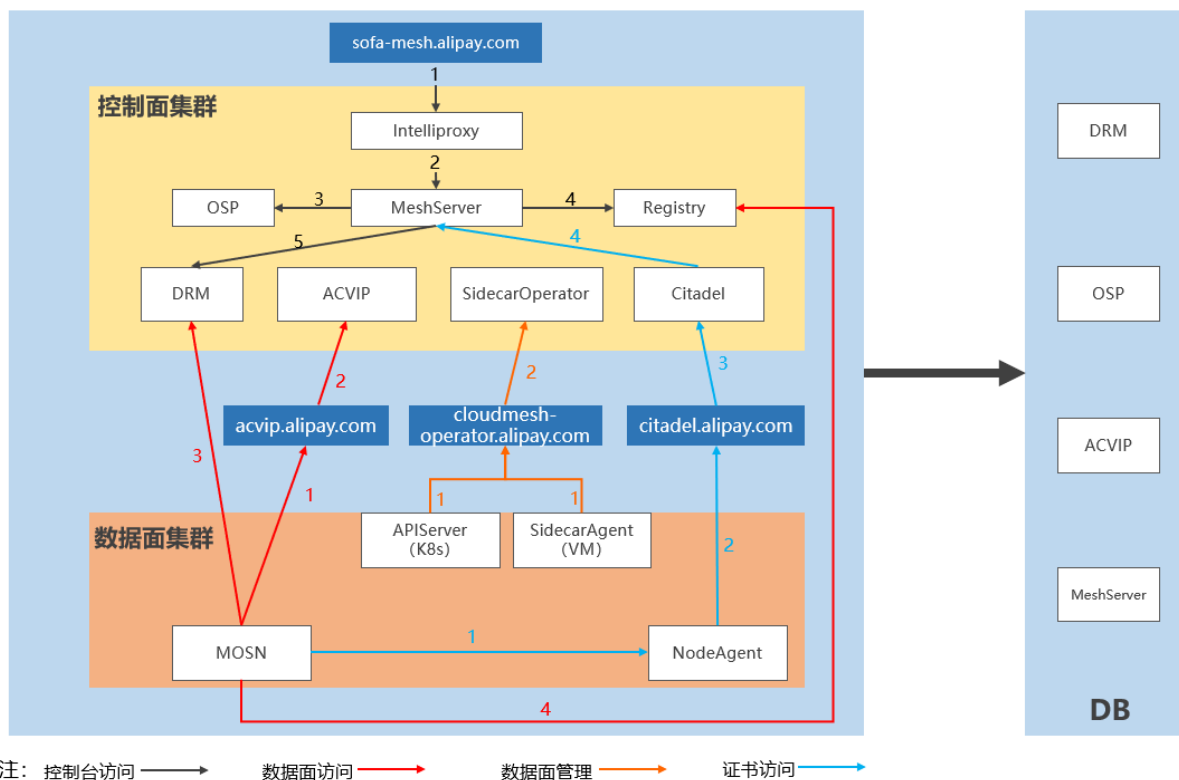 sofa-mesh.alipay.com
1
控制面集群
Intelliproxy
2
OSP
3
MeshServer
4
Registry
5
4
DRM
ACVIP
SidecarOperator
Citadel
2
2
3
acvip.alipay.com
cloudmesh-
operator.alipay.com
citadel.alipay.com
3
1
1
1
2
数据面集群
APIServer
(K8s)
SidecarAgent
(VM)
MOSN
1
NodeAgent
4
DRM
OSP
ACVIP
MeshServer
DB
注: 控制台访问 数据面访问 数据面管理 证书访问